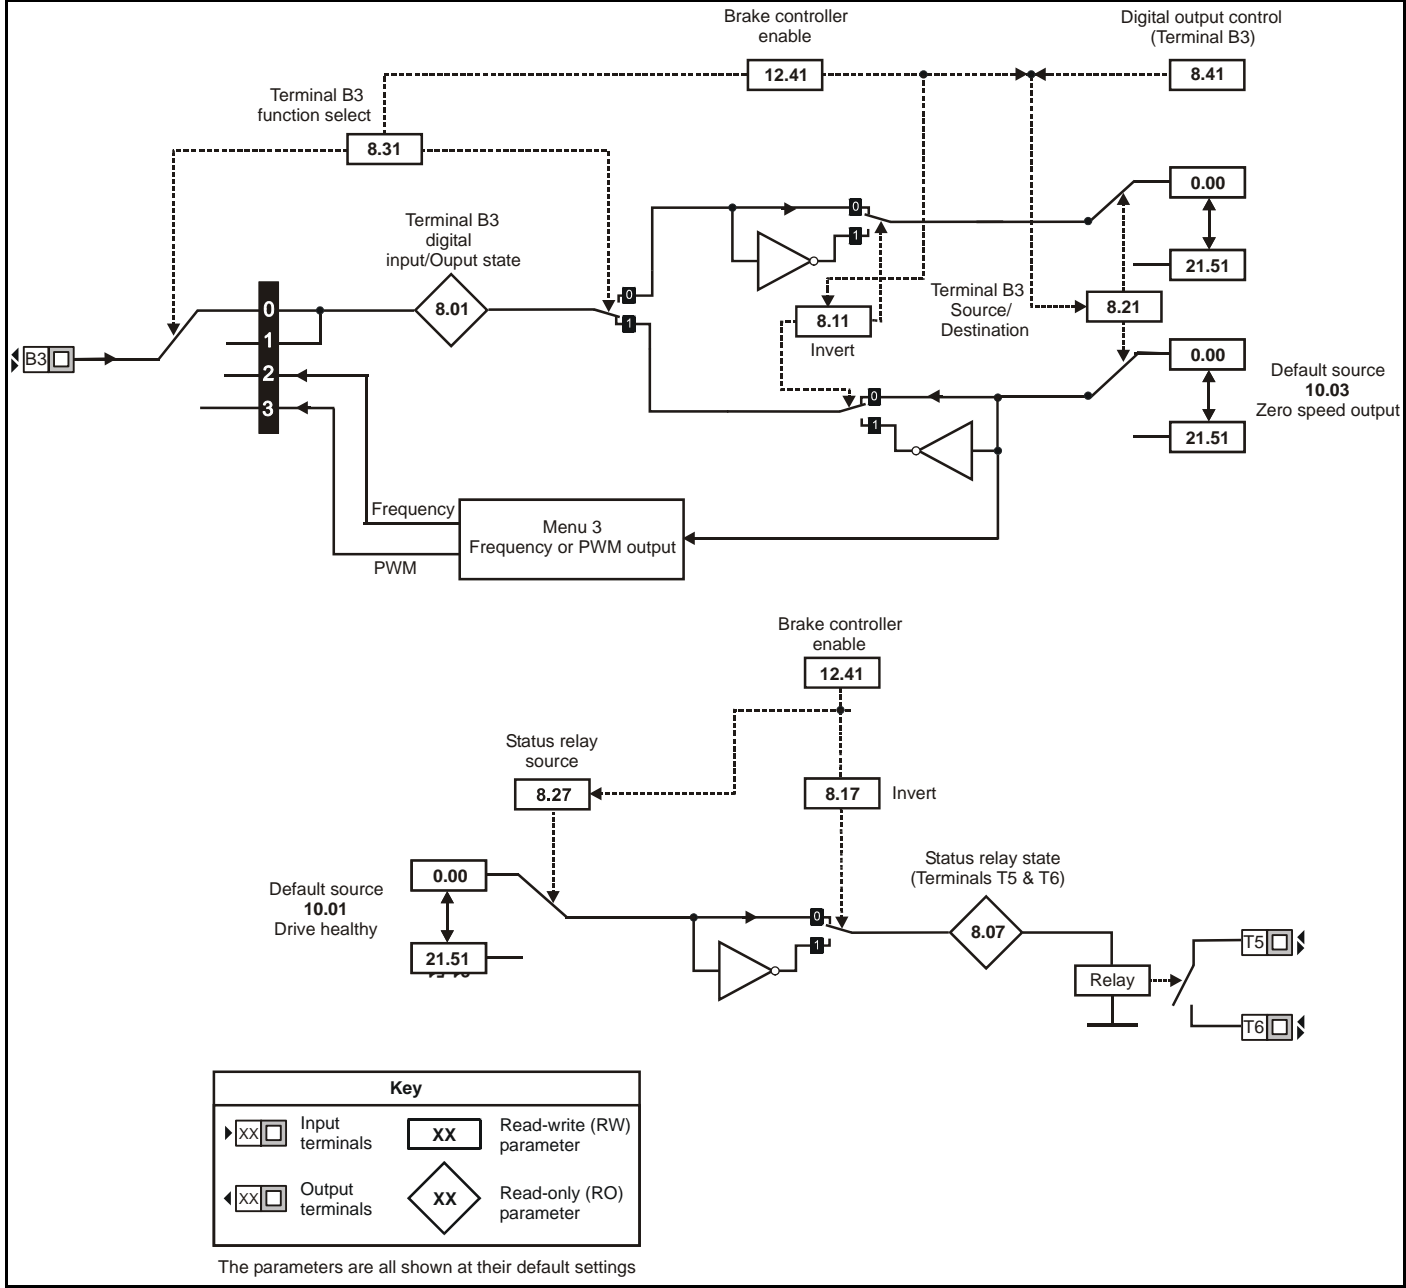 Brake controller
enable
12.41
Digital output control
(Terminal B3)
8.41
Terminal B3
function select
8.31
Terminal B3
digital
input/Ouput state
8.01
B3
0
1
2
3
0
1
0
1
8.11
Invert
0
1
Terminal B3
Source/
Destination
8.21
0.00
21.51
0.00
21.51
Default source
10.03
Zero speed output
Frequency
PWM
Menu 3
Frequency or PWM output
Brake controller
enable
12.41
Status relay
source
8.27
8.17
Invert
Default source
10.01
Drive healthy
0.00
21.51
0
1
Status relay state
(Terminals T5 & T6)
8.07
Relay
T5
T6
Key
XX
Input
terminals
XX
Read-write (RW)
parameter
XX
Output
terminals
XX
Read-only (RO)
parameter
The parameters are all shown at their default settings